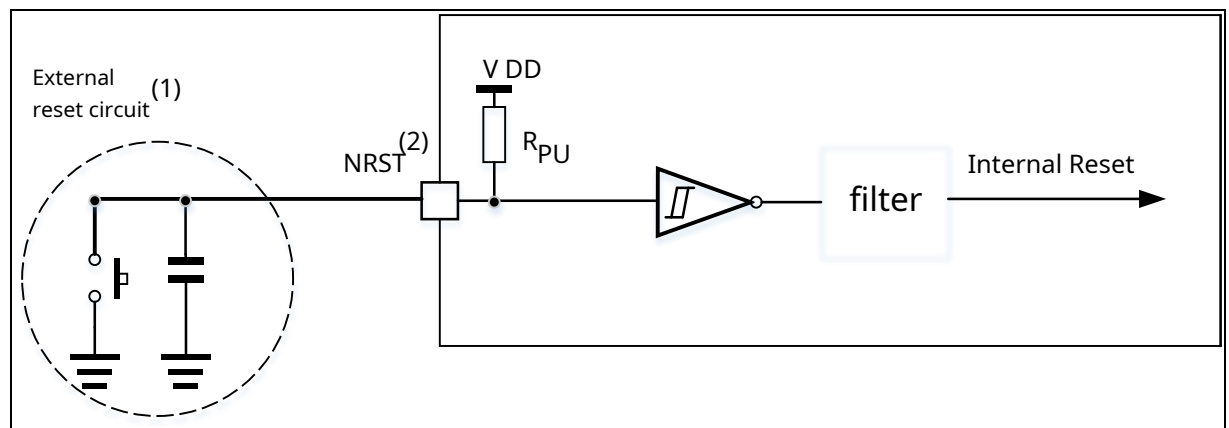 External
reset circuit(1)
NRST(2)
V DD
RPU
filter
Internal Reset